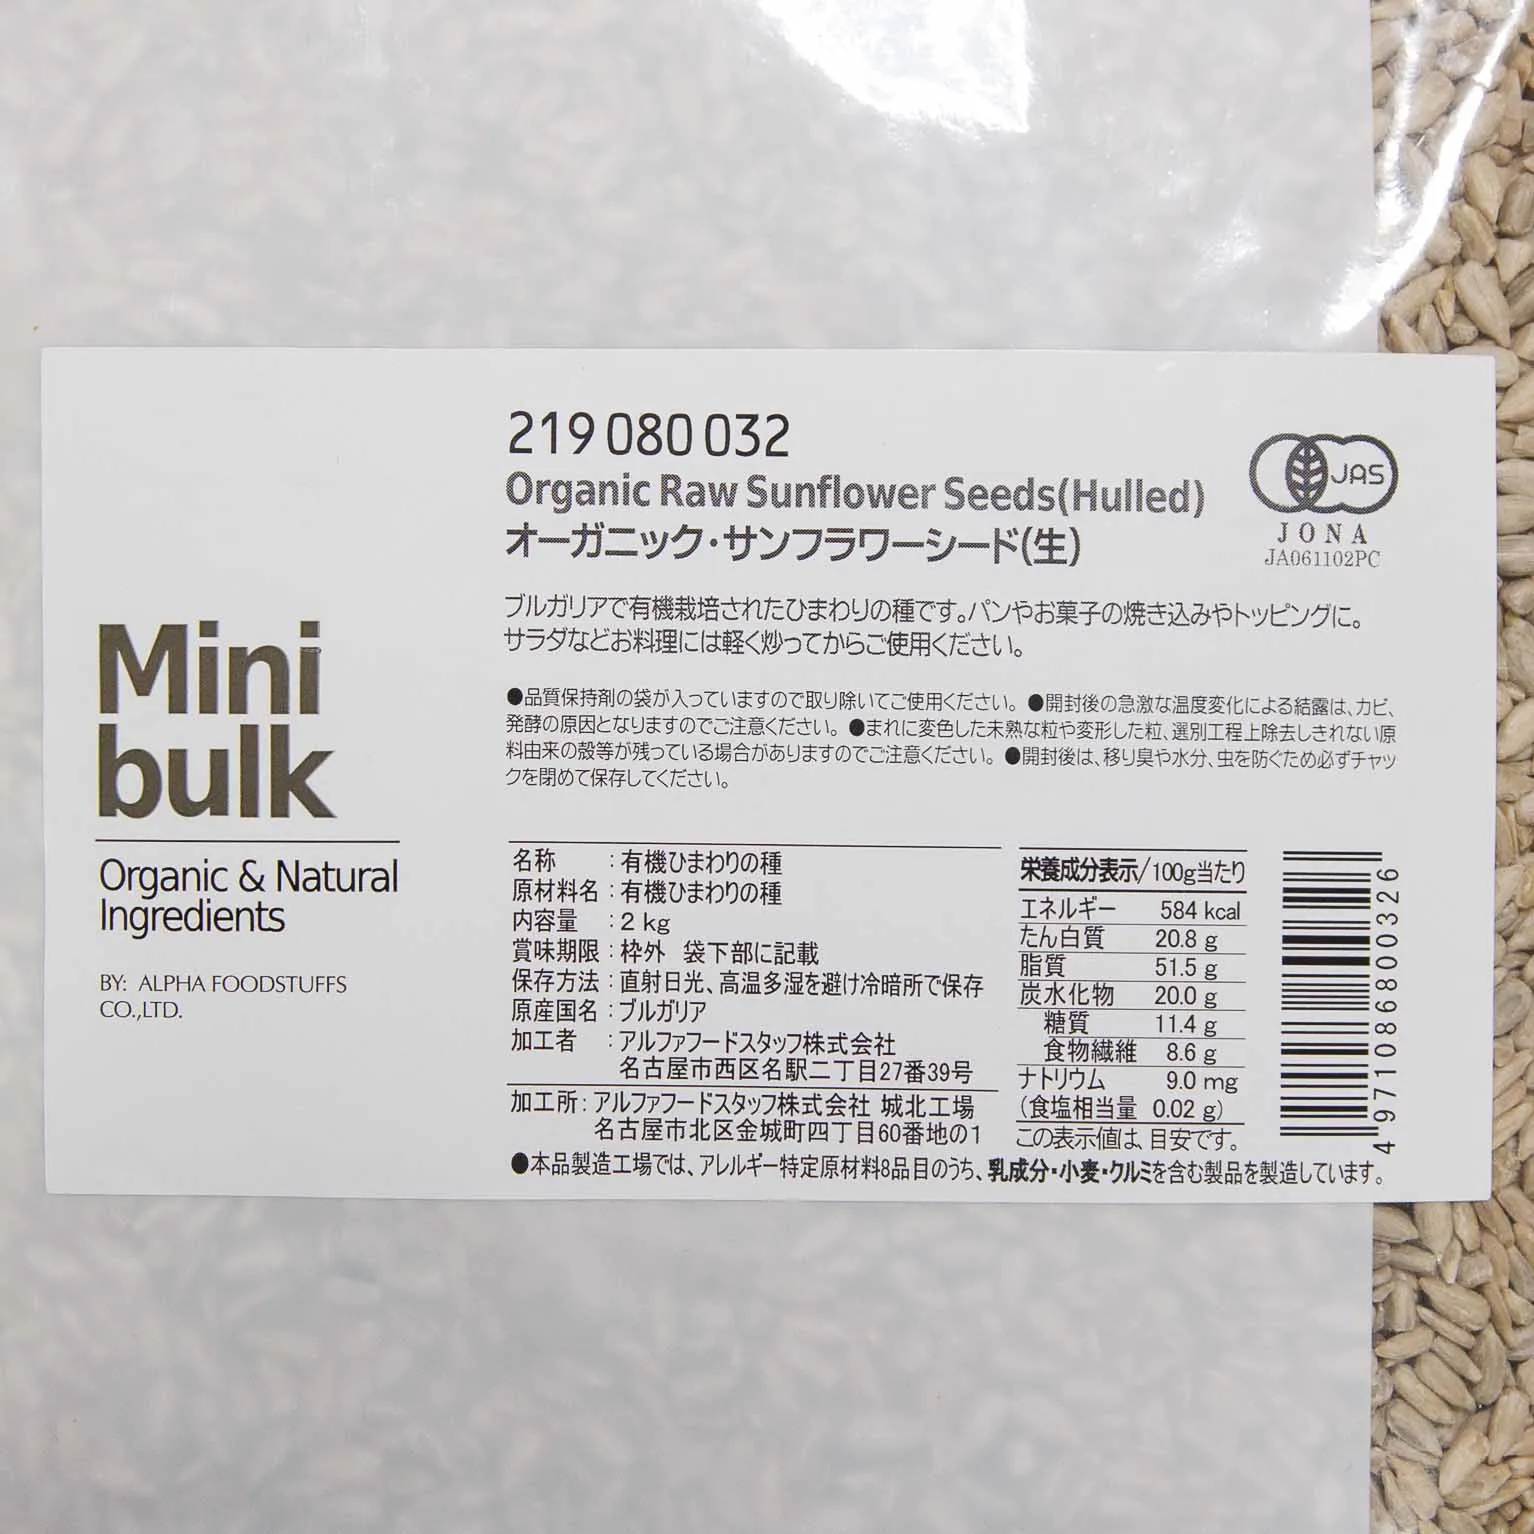 219 080 032
Organic Raw Sunflower Seeds(Hulled)
オーガニック・サンフラワーシード(生)
JAS
JONA
JA061102PC
ブルガリアで有機栽培されたひまわりの種です。パンやお菓子の焼き込みやトッピングに。
サラダなどお料理には軽く炒ってからご使用ください。
●品質保持剤の袋が入っていますので取り除いてご使用ください。●開封後の急激な温度変化による結露は、カビ、
発酵の原因となりますのでご注意ください。●まれに変色した未熟な粒や変形した粒、選別工程上除去しきれない原
料由来の殻等が残っている場合がありますのでご注意ください。●開封後は、移り臭や水分、虫を防ぐため必ずチャッ
クを閉めて保存してください。
Mini
bulk
Organic & Natural
Ingredients
BY: ALPHA FOODSTUFFS
CO.,LTD.
名称 :有機ひまわりの種
原材料名:有機ひまわりの種
内容量 :2 kg
賞味期限:枠外 袋下部に記載
保存方法:直射日光、高温多湿を避け冷暗所で保存
原産国名:ブルガリア
加工者 :アルファフードスタッフ株式会社
名古屋市西区名駅二丁目27番39号
加工所:アルファフードスタッフ株式会社 城北工場
名古屋市北区金城町四丁目60番地の1
栄養成分表示/100g当たり
エネルギー 584 kcal
たん白質 20.8 g
脂質 51.5 g
炭水化物 20.0 g
糖質 11.4 g
食物繊維 8.6 g
ナトリウム 9.0 mg
(食塩相当量 0.02 g)
この表示値は、目安です。
4971086800326
●本品製造工場では、アレルギー特定原材料8品目のうち、乳成分・小麦・クルミを含む製品を製造しています。